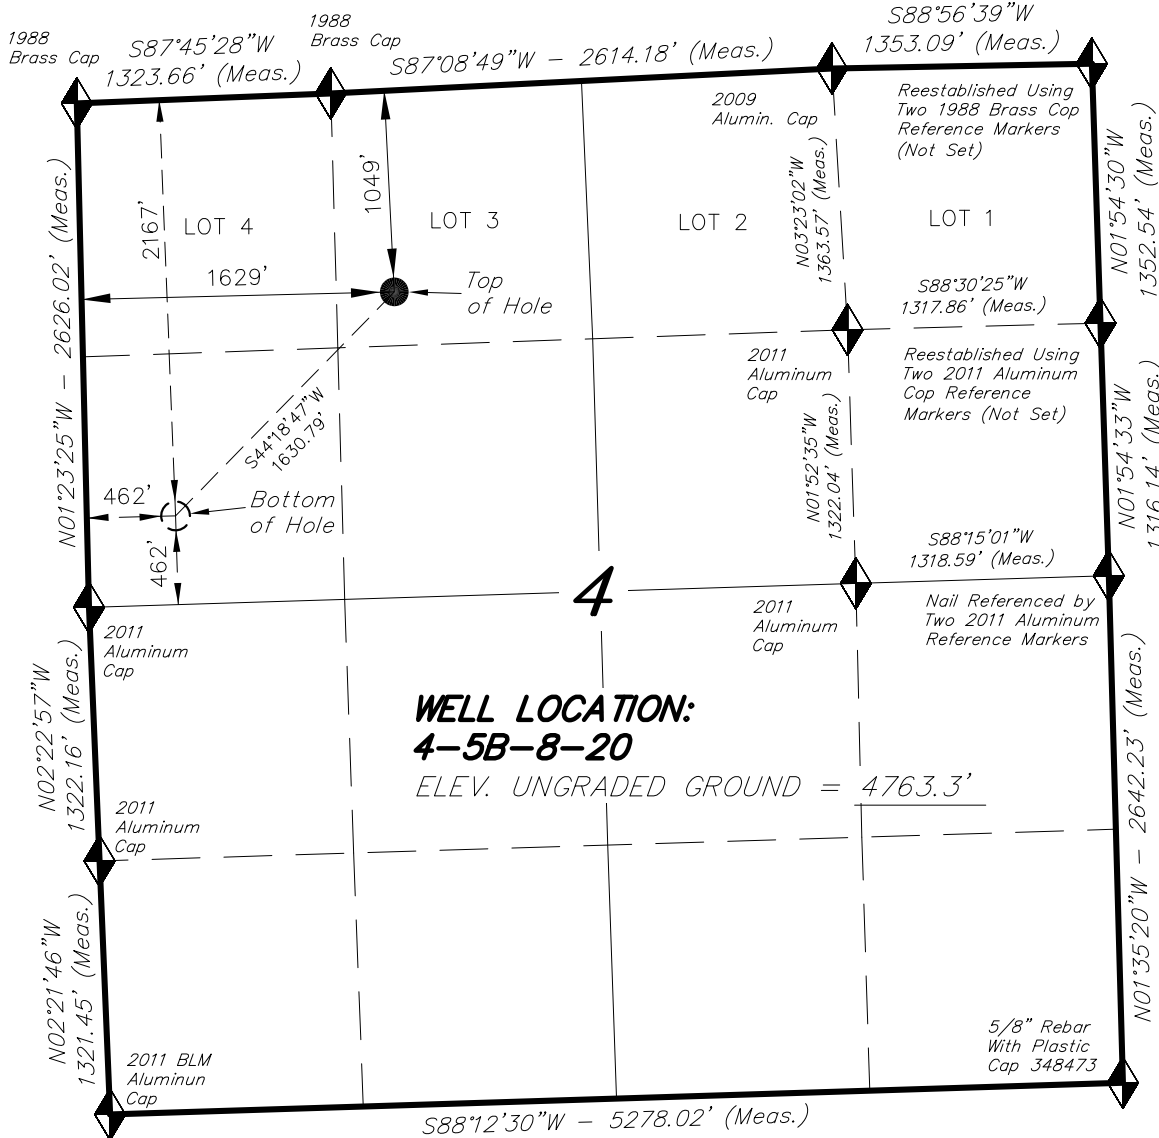 1988
Brass Cap
S87°45'28"W
1323.66' (Meas.)
1988
Brass Cap
S87°08'49"W - 2614.18' (Meas.)
S88°56'39"W
1353.09' (Meas.)
2009
Alumin. Cap
Reestablished Using
Two 1988 Brass Cop
Reference Markers
(Not Set)
N01°54'30"W
1352.54' (Meas.)
N01°23'25"W - 2626.02' (Meas.)
2167'
LOT 4
1049'
LOT 3
LOT 2
N03°23'02"W
1363.57' (Meas.)
LOT 1
1629'
Top
of Hole
S88°30'25"W
1317.86' (Meas.)
2011
Aluminum
Cap
Reestablished Using
Two 2011 Aluminum
Cop Reference
Markers (Not Set)
N01°54'33"W
1316.14' (Meas.)
S44°18'47"W
1630.79'
N01°52'35"W
1322.04' (Meas.)
462'
Bottom
of Hole
462'
S88°15'01"W
1318.59' (Meas.)
4
2011
Aluminum
Cap
2011
Aluminum
Cap
Nail Referenced by
Two 2011 Aluminum
Reference Markers
N02°22'57"W
1322.16' (Meas.)
WELL LOCATION:
4-5B-8-20
ELEV. UNGRADED GROUND = 4763.3'
2011
Aluminum
Cap
N01°35'20"W - 2642.23' (Meas.)
N02°21'46"W
1321.45' (Meas.)
2011 BLM
Aluminun
Cap
5/8" Rebar
With Plastic
Cap 348473
S88°12'30"W - 5278.02' (Meas.)